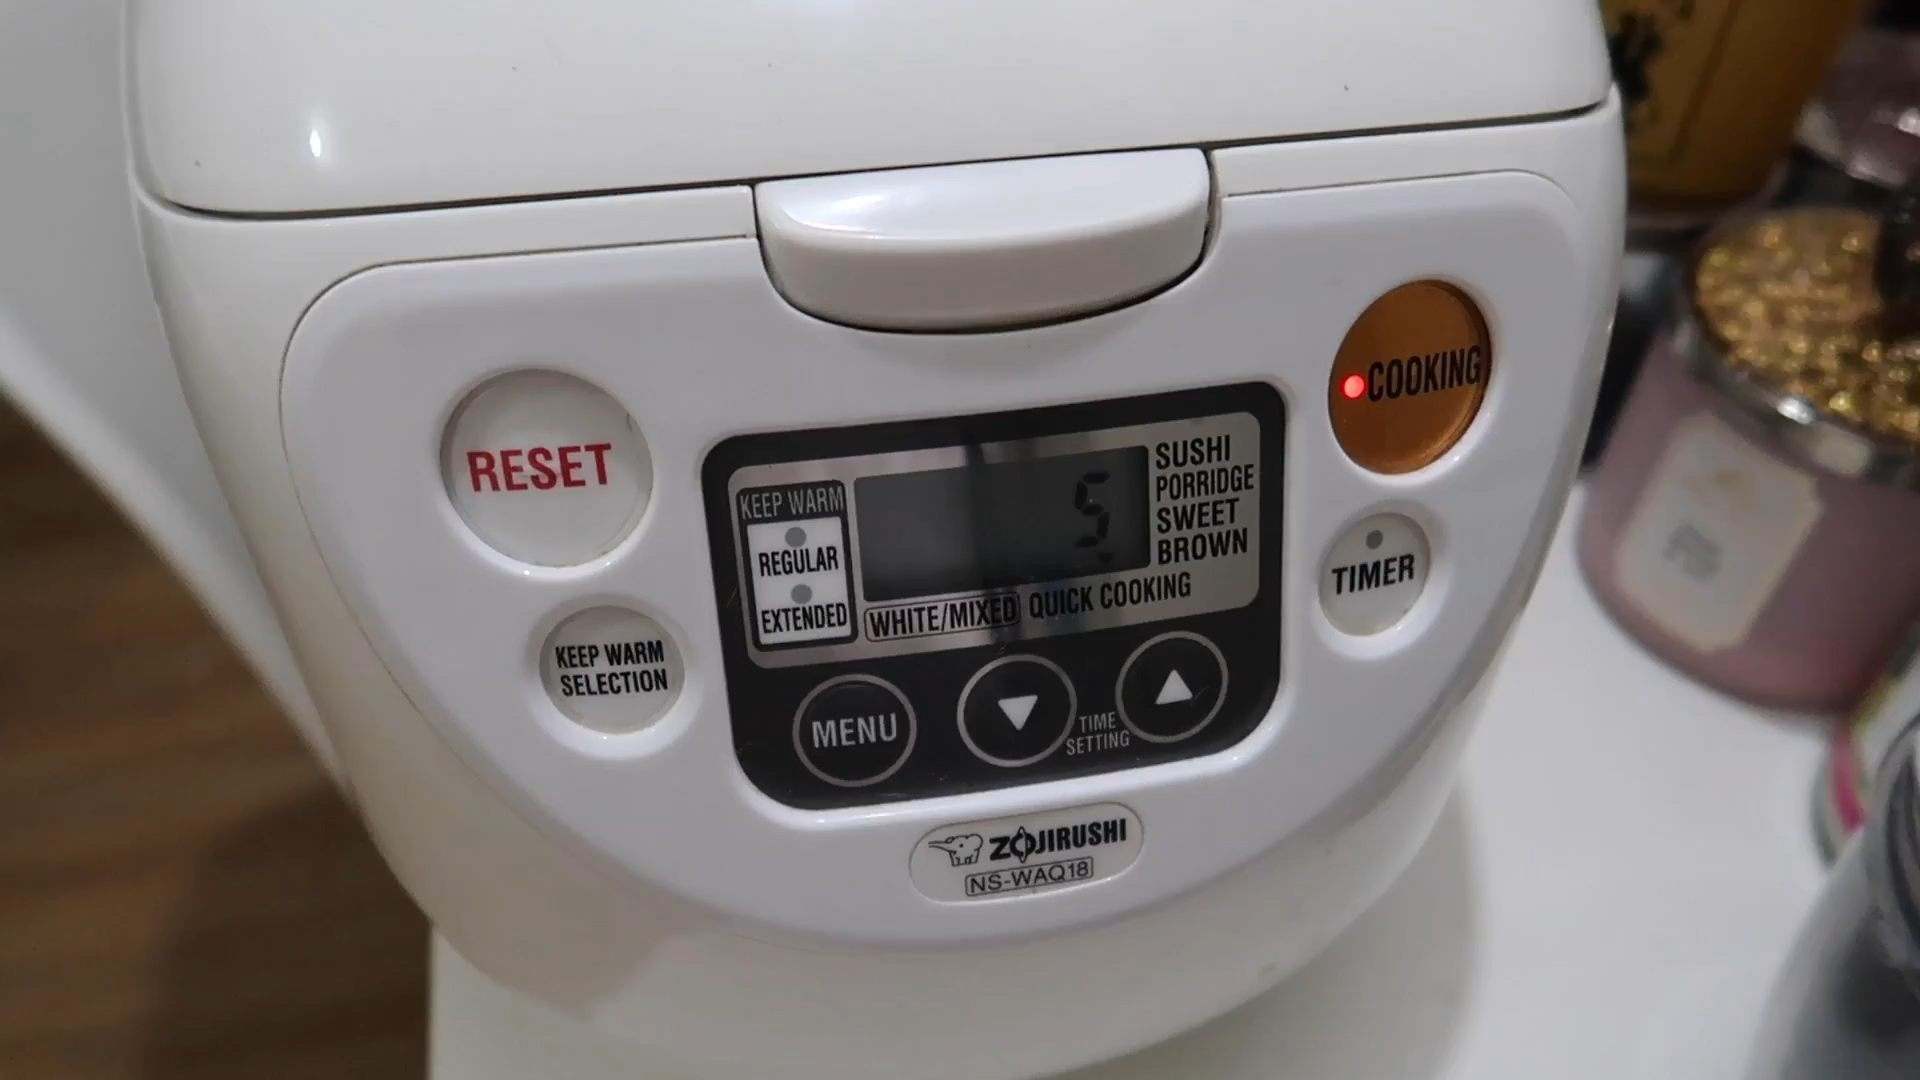 COOKING
RESET
KEEP WARM
REGULAR
EXTENDED
5
SUSHI
PORRIDGE
SWEET
BROWN
WHITE/MIXED QUICK COOKING
TIMER
KEEP WARM
SELECTION
MENU
TIME
SETTING
ZOJIRUSHI
NS-WAQ18